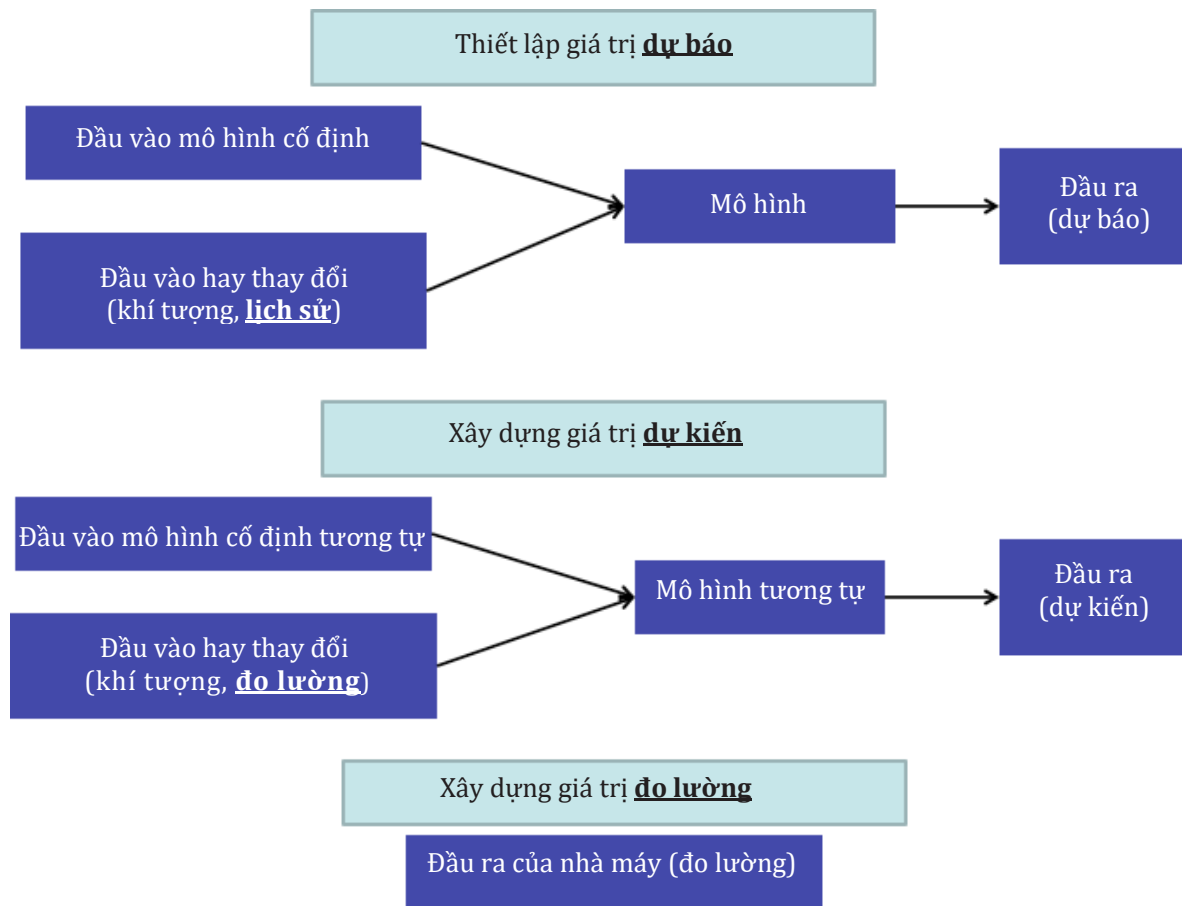 Thiết lập giá trị dự báo
Đầu vào mô hình cố định
Đầu vào hay thay đổi
(khí tượng, lịch sử)
Mô hình
Đầu ra
(dự báo)
Xây dựng giá trị dự kiến
Đầu vào mô hình cố định tương tự
Đầu vào hay thay đổi
(khí tượng, đo lường)
Mô hình tương tự
Đầu ra
(dự kiến)
Xây dựng giá trị đo lường
Đầu ra của nhà máy (đo lường)